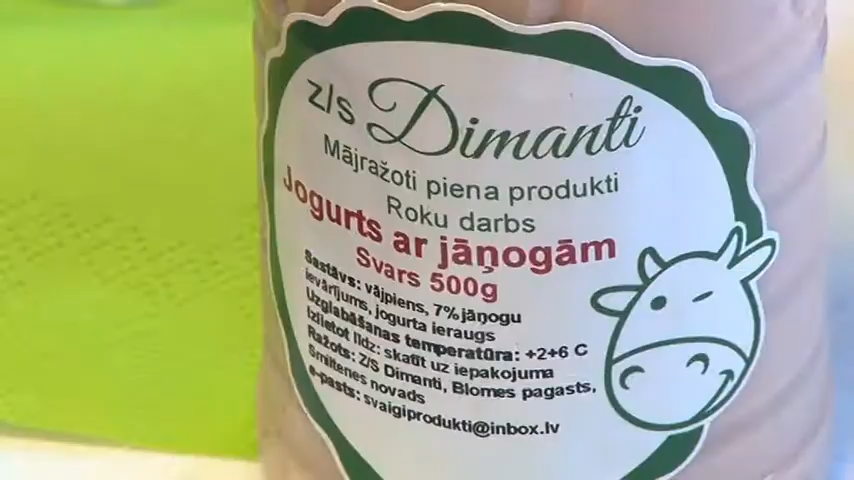 z/s Dimanti
Mājražoti piena produkti
Roku darbs
Jogurts ar jāņogām
Svars 500g
Sastāvs: vājpiens, 7%jāņogu
ievārījums, jogurta ieraugs
Uzglabāšanas temperatūra: +2+6 C
Izlietot līdz: skatīt uz iepakojuma
Ražots: Z/S Dimanti, Blomes pagasts,
Smiltenes novads
e-pasts: svaigiprodukti@inbox.lv